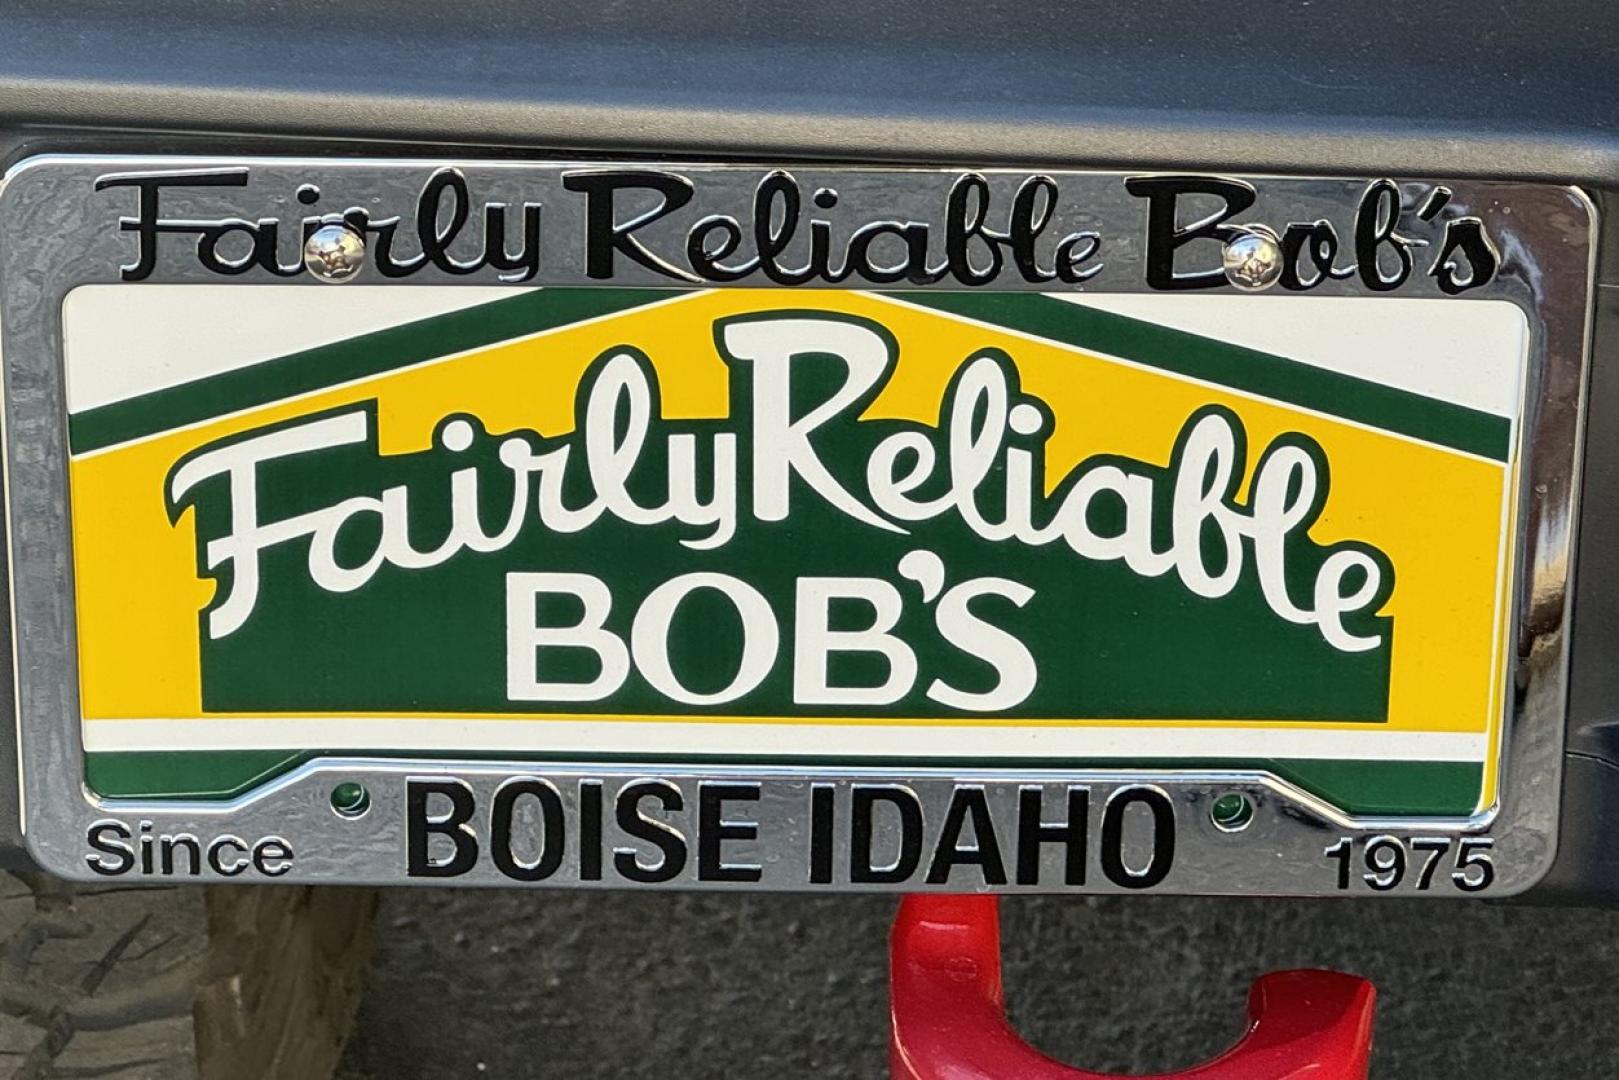 Fairly Reliable Bob's
Fairly Reliable
BOB'S
Since BOISE IDAHO 1975